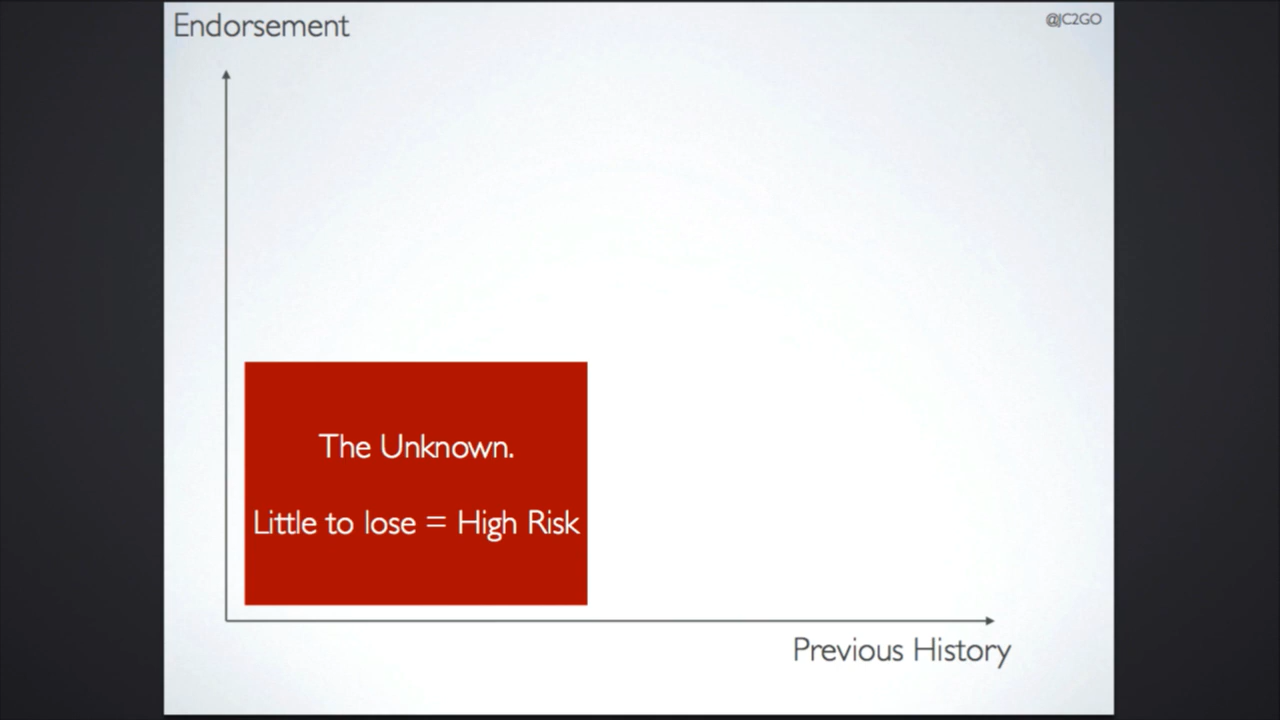 Endorsement
@JC2GO
The Unknown.
Little to lose = High Risk
Previous History